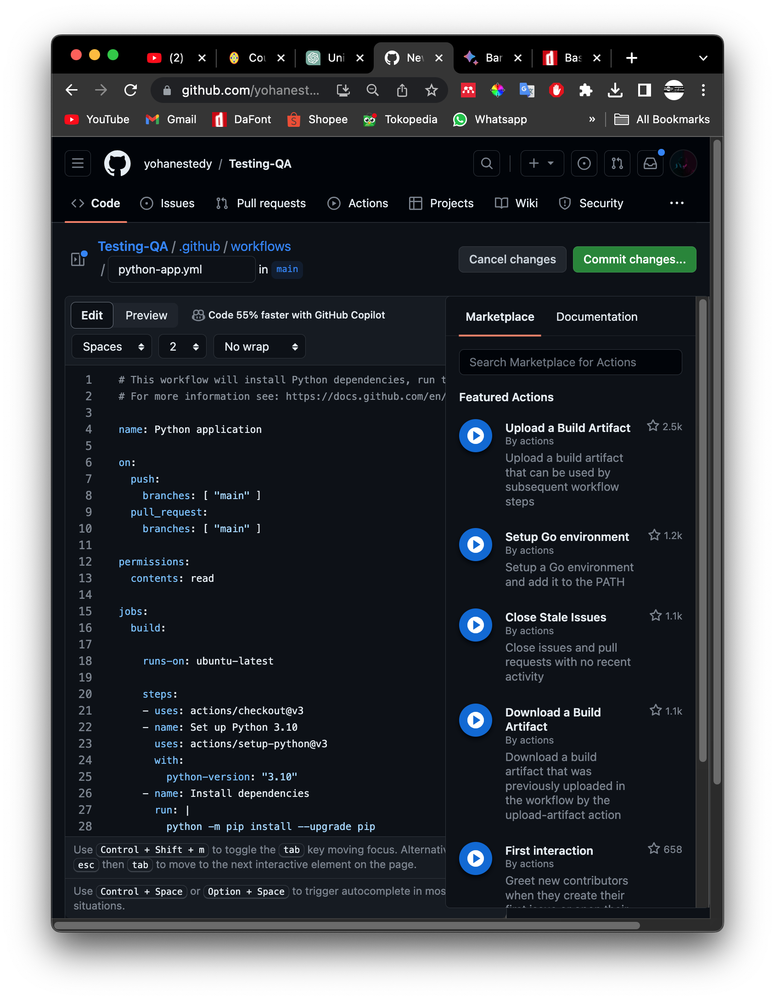 (2)
Uni
github.com/yohanest...
YouTube Gmail DaFont Shopee Tokopedia Whatsapp » All Bookmarks
yohanestedy / Testing-QA
Code Issues Pull requests Actions Projects Wiki Security ...
Testing-QA / .github / workflows
/ python-app.yml in main
Cancel changes Commit changes...
Edit Preview Code 55% faster with GitHub Copilot
Spaces 2 No wrap
1 # This workflow will install Python dependencies, run
2 # For more information see: https://docs.github.com/en/
3
4 name: Python application
5
6 on:
7 push:
8 branches: [ "main" ]
9 pull_request:
10 branches: [ "main" ]
11
12 permissions:
13 contents: read
14
15 jobs:
16 build:
17
18 runs-on: ubuntu-latest
19
20 steps:
21 - uses: actions/checkout@v3
22 - name: Set up Python 3.10
23 uses: actions/setup-python@v3
24 with:
25 python-version: "3.10"
26 - name: Install dependencies
27 run: |
28 python -m pip install --upgrade pip
Use Control + Shift + m to toggle the tab key moving focus.
esc then tab to move to the next interactive element on the page.
Use Control + Space or Option + Space to trigger autocomplete in
situations.
Marketplace Documentation
Search Marketplace for Actions
Featured Actions
Upload a Build Artifact 2.5k
By actions
Upload a build artifact
that can be used by
subsequent workflow
steps
Setup Go environment 1.2k
By actions
Setup a Go environment
and add it to the PATH
Close Stale Issues 1.1k
By actions
Close issues and pull
requests with no recent
activity
Download a Build 1.1k
Artifact
By actions
Download a build
artifact that was
previously uploaded in
the workflow by the
upload-artifact action
First interaction 658
By actions
Greet new contributors
when they create their